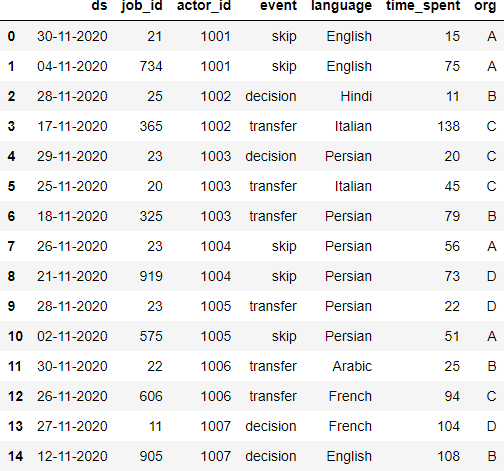 ds job_id actor_id event language time_spent org
0 30-11-2020 21 1001 skip English 15 A
1 04-11-2020 734 1001 skip English 75 A
2 28-11-2020 25 1002 decision Hindi 11 B
3 17-11-2020 365 1002 transfer Italian 138 C
4 29-11-2020 23 1003 decision Persian 20 C
5 25-11-2020 20 1003 transfer Italian 45 C
6 18-11-2020 325 1003 transfer Persian 79 B
7 26-11-2020 23 1004 skip Persian 56 A
8 21-11-2020 919 1004 skip Persian 73 D
9 28-11-2020 23 1005 transfer Persian 22 D
10 02-11-2020 575 1005 skip Persian 51 A
11 30-11-2020 22 1006 transfer Arabic 25 B
12 26-11-2020 606 1006 transfer French 94 C
13 27-11-2020 11 1007 decision French 104 D
14 12-11-2020 905 1007 decision English 108 B